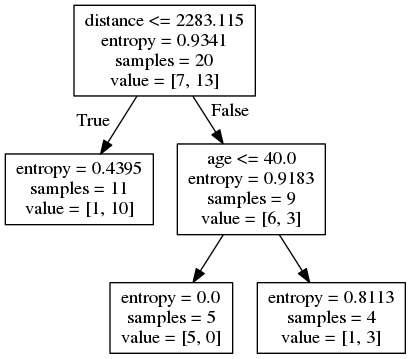 distance <= 2283.115
entropy = 0.9341
samples = 20
value = [7, 13]
True
False
entropy = 0.4395
samples = 11
value = [1, 10]
age <= 40.0
entropy = 0.9183
samples = 9
value = [6, 3]
entropy = 0.0
samples = 5
value = [5, 0]
entropy = 0.8113
samples = 4
value = [1, 3]